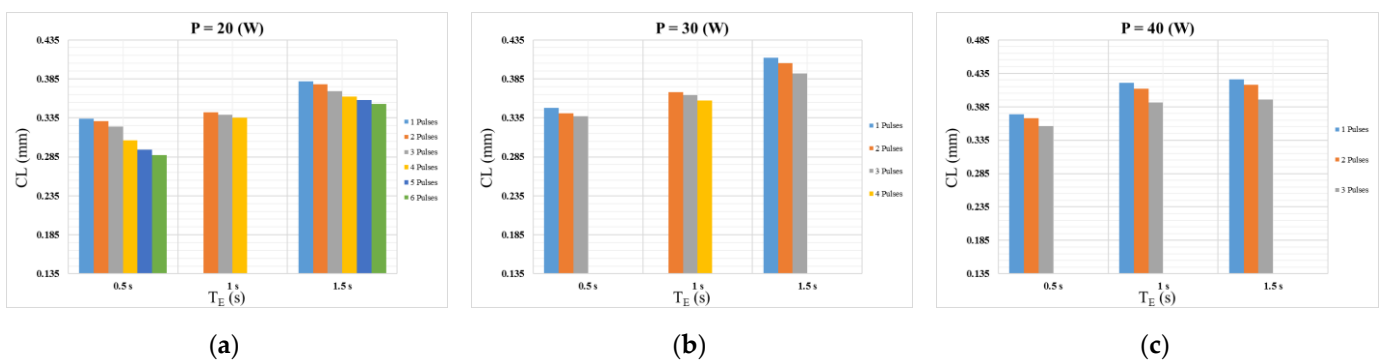 P = 20 (W)
0.435
0.385
0.335
0.285
0.235
0.185
0.135
CL (mm)
0.5 s
1 s
1.5 s
T_E (s)
1 Pulses
2 Pulses
3 Pulses
4 Pulses
5 Pulses
6 Pulses
(a)
P = 30 (W)
0.435
0.385
0.335
0.285
0.235
0.185
0.135
CL (mm)
0.5 s
1 s
1.5 s
T_E (s)
1 Pulses
2 Pulses
3 Pulses
4 Pulses
(b)
P = 40 (W)
0.485
0.435
0.385
0.335
0.285
0.235
0.185
0.135
CL (mm)
0.5 s
1 s
1.5 s
T_E (s)
1 Pulses
2 Pulses
3 Pulses
(c)